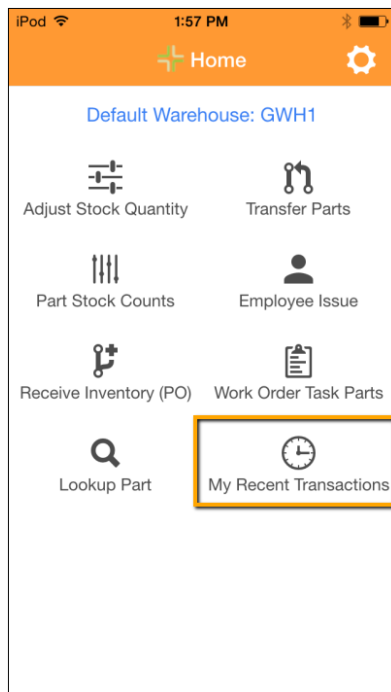 iPod 1:57 PM
Home
Default Warehouse: GWH1
Adjust Stock Quantity Transfer Parts
Part Stock Counts Employee Issue
Receive Inventory (PO) Work Order Task Parts
Lookup Part My Recent Transactions